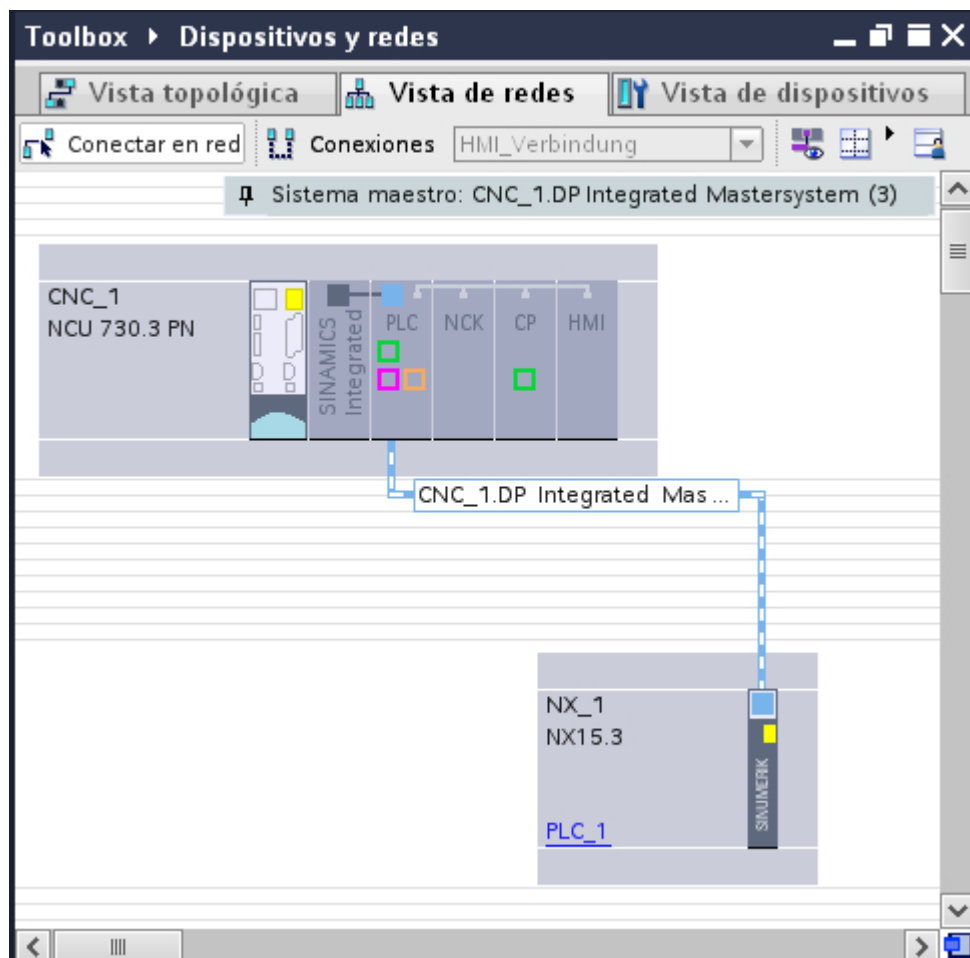 Toolbox ▸ Dispositivos y redes
Vista topológica Vista de redes Vista de dispositivos
Conectar en red Conexiones HMI_Verbindung
Sistema maestro: CNC_1.DP Integrated Mastersystem (3)
CNC_1
NCU 730.3 PN
SINAMICS
Integrated
PLC NCK CP HMI
CNC_1.DP Integrated Mas...
NX_1
NX15.3
SINUMERIK
PLC_1